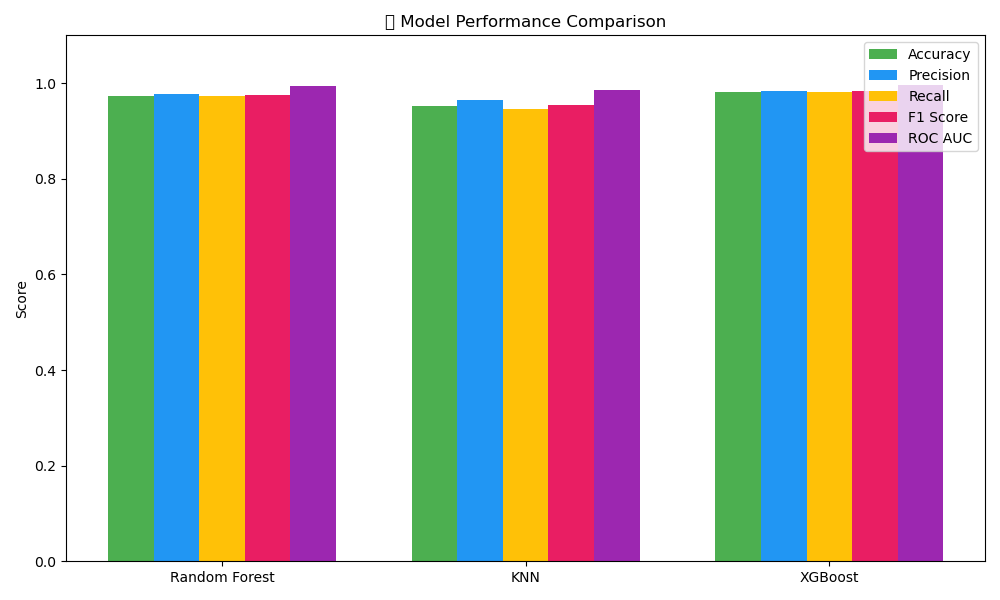 Model Performance Comparison
Accuracy
Precision
Recall
F1 Score
ROC AUC
Score
1.0
0.8
0.6
0.4
0.2
0.0
Random Forest KNN XGBoost